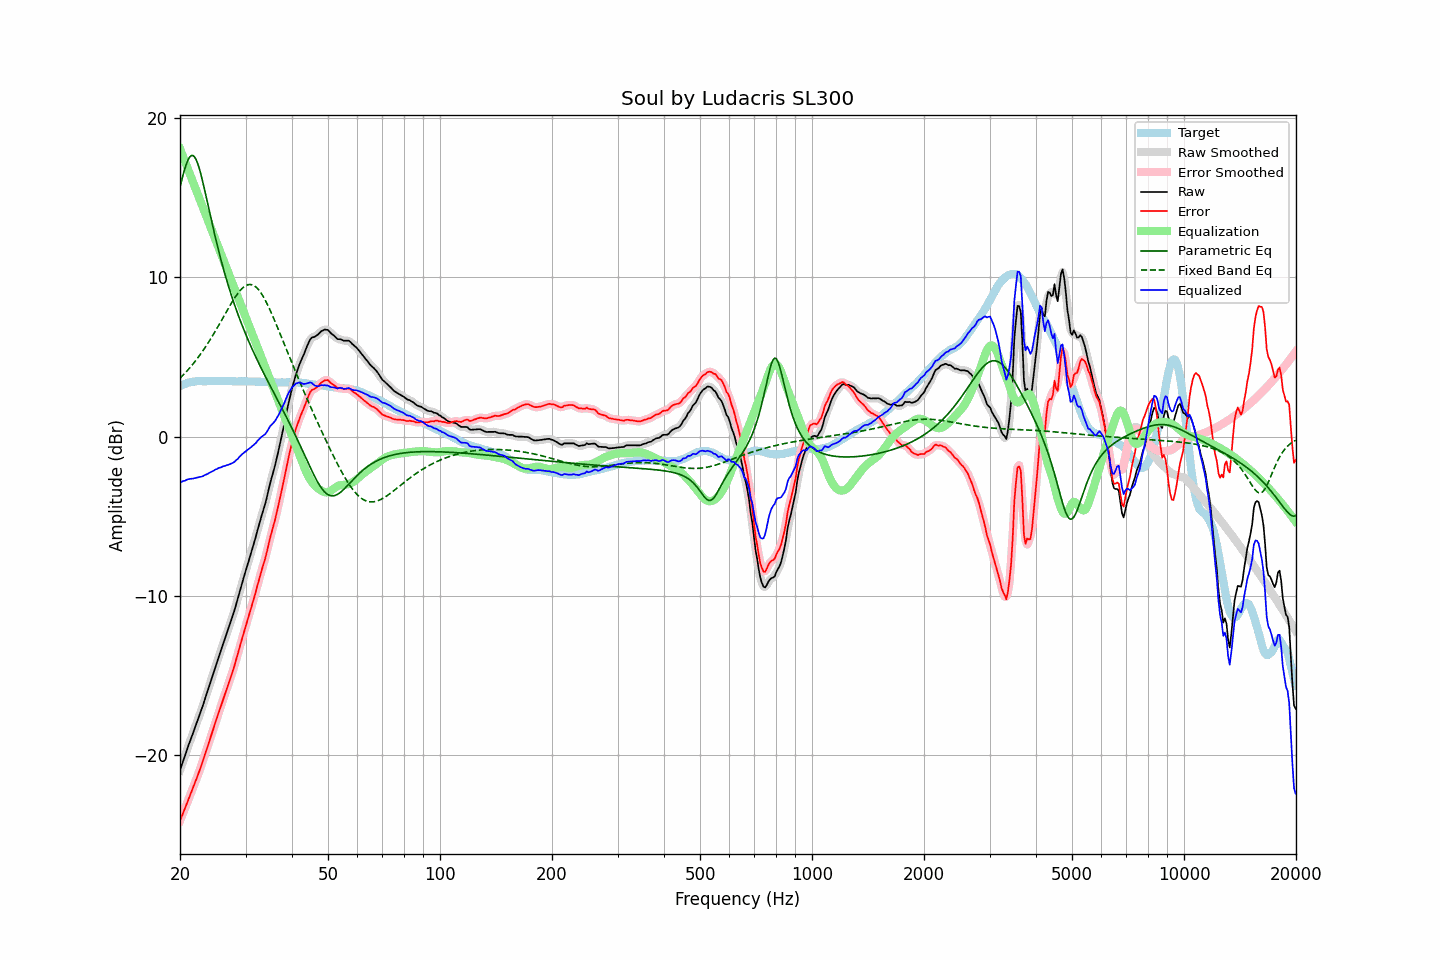 Soul by Ludacris SL300
20
10
0
−10
−20
Amplitude (dBr)
Target
Raw Smoothed
Error Smoothed
Raw
Error
Equalization
Parametric Eq
Fixed Band Eq
Equalized
20
50
100
200
500
1000
2000
5000
10000
20000
Frequency (Hz)